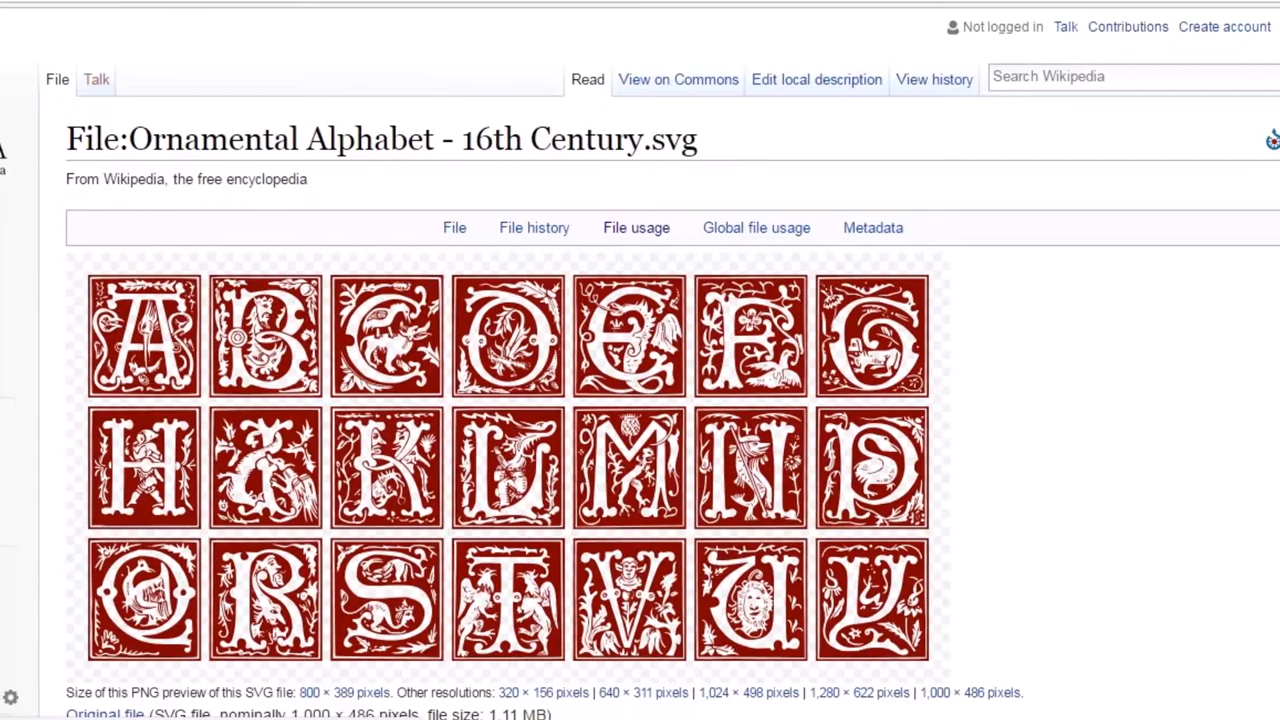 Not logged in Talk Contributions Create account
File Talk Read View on Commons Edit local description View history Search Wikipedia
File:Ornamental Alphabet - 16th Century.svg
From Wikipedia, the free encyclopedia
File File history File usage Global file usage Metadata
A B C O E F G
H K L M N P
Q R S T V U Y
Size of this PNG preview of this SVG file: 800 × 389 pixels. Other resolutions: 320 × 156 pixels | 640 × 311 pixels | 1,024 × 498 pixels | 1,280 × 622 pixels | 1,000 × 486 pixels.
Original file (SVG file, nominally 1,000 × 486 pixels, file size: 1.11 MB)